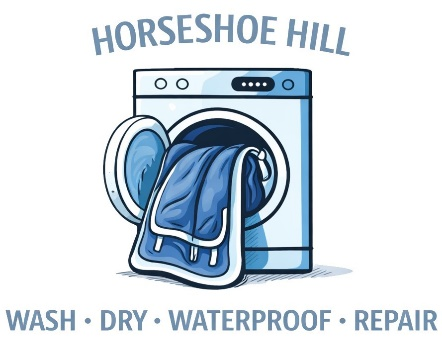 HORSESHOE HILL
WASH · DRY · WATERPROOF · REPAIR